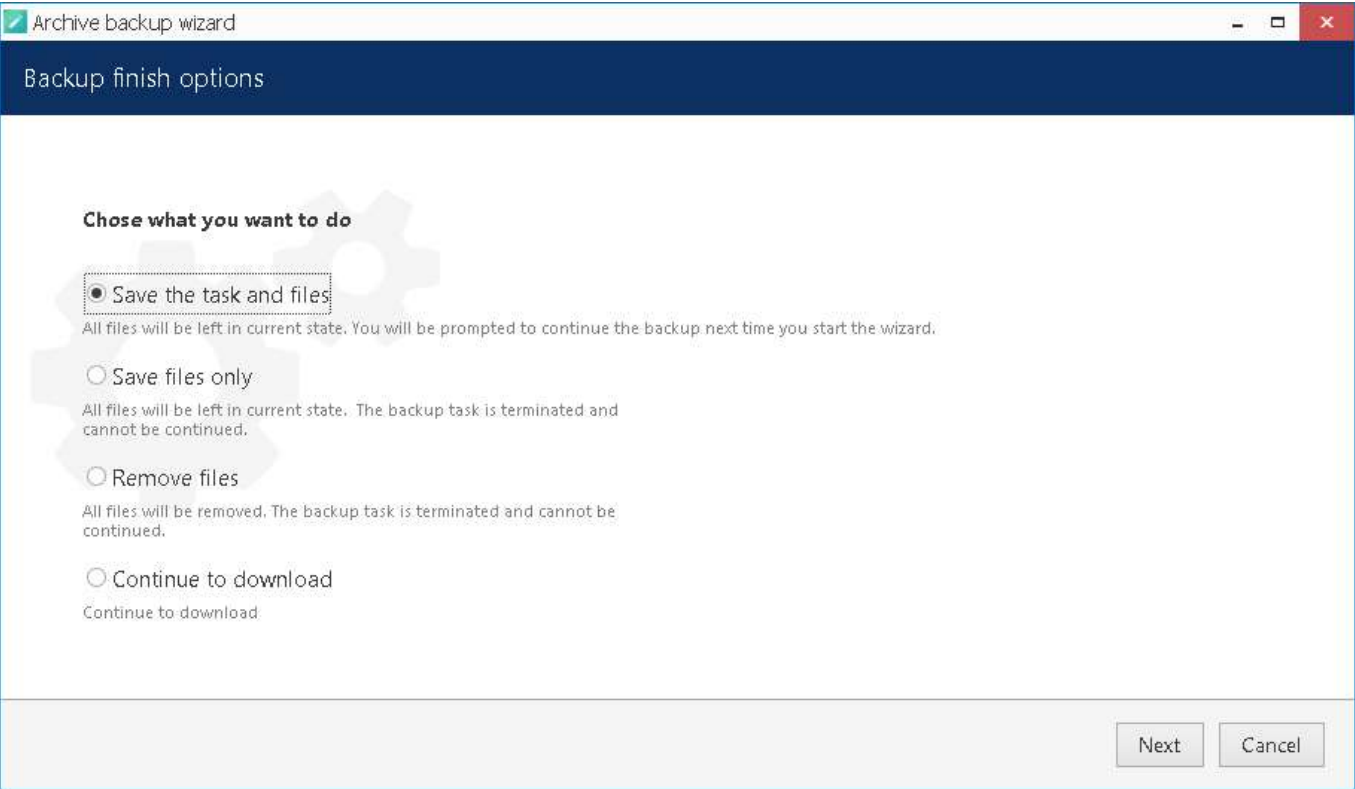 Archive backup wizard
Backup finish options
Chose what you want to do
Save the task and files
All files will be left in current state. You will be prompted to continue the backup next time you start the wizard.
Save files only
All files will be left in current state.  The backup task is terminated and
cannot be continued.
Remove files
All files will be removed. The backup task is terminated and cannot be
continued.
Continue to download
Continue to download
Next
Cancel